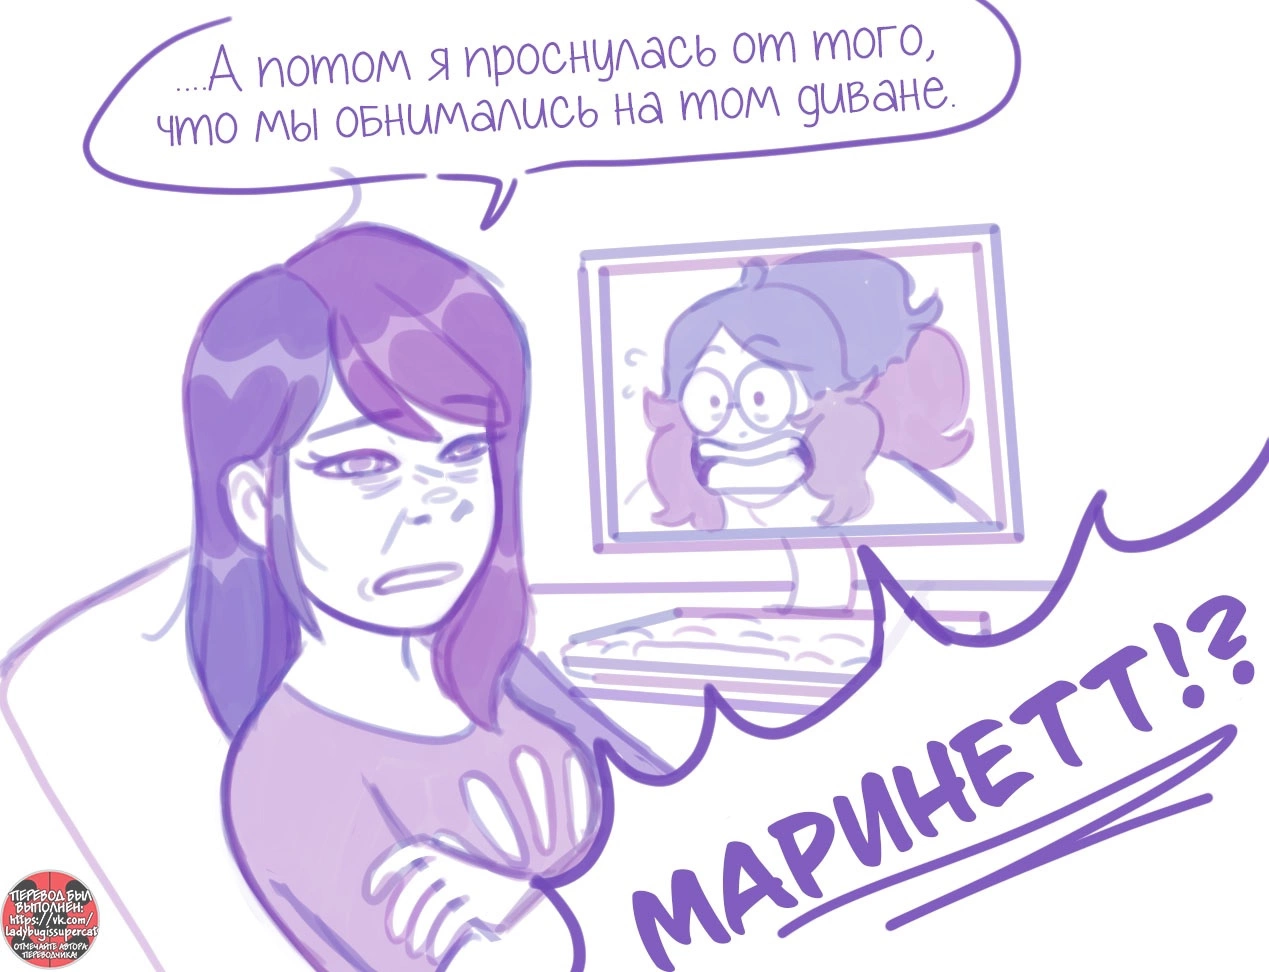 ....А потом я проснулась от того,
что мы обнимались на том диване.
МАРИНЕТТ!?
ПЕРЕВОД БЫЛ
ВЫПОЛНЕН:
https://vk.com/
ladybugissupercat
ОТМЕЧАЙТЕ АВТОРА
ПЕРЕВОДЧИКА!